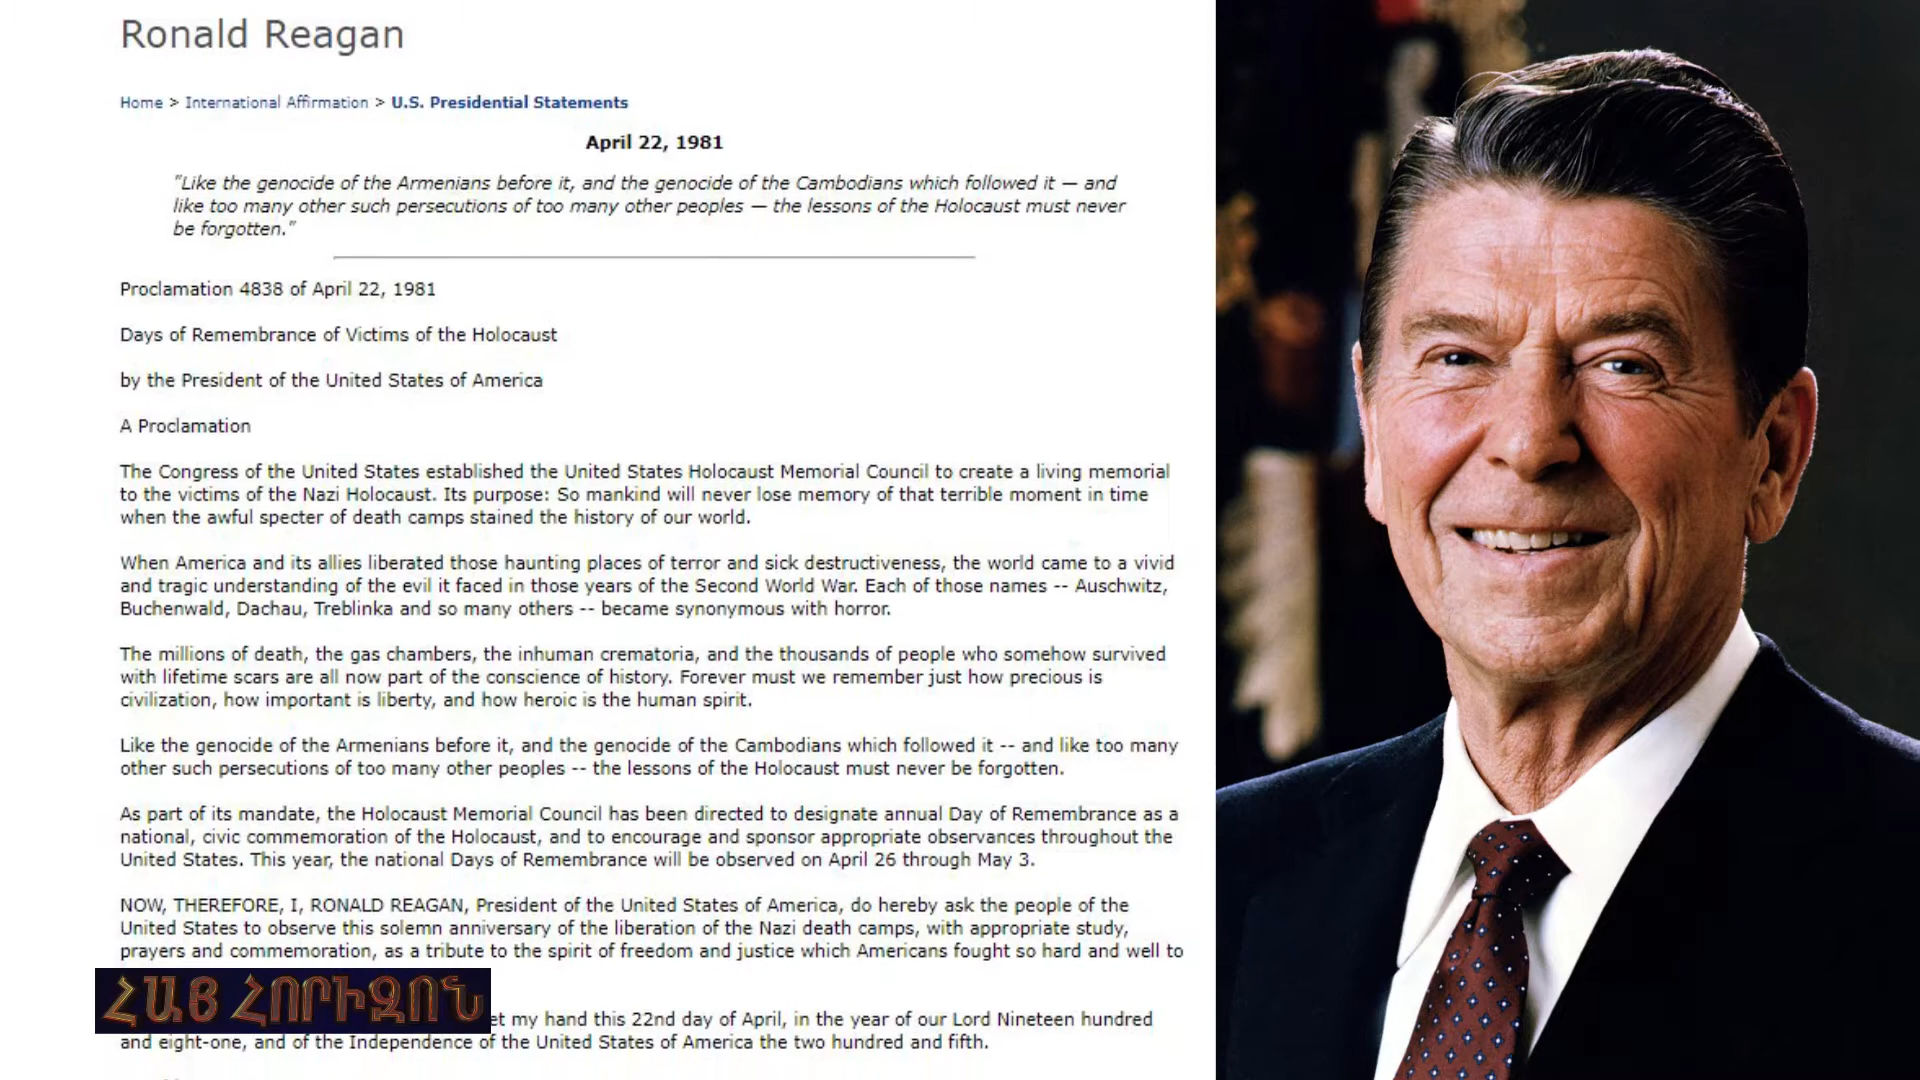 Ronald Reagan
Home > International Affirmation > U.S. Presidential Statements
April 22, 1981
"Like the genocide of the Armenians before it, and the genocide of the Cambodians which followed it — and
like too many other such persecutions of too many other peoples — the lessons of the Holocaust must never
be forgotten."
Proclamation 4838 of April 22, 1981
Days of Remembrance of Victims of the Holocaust
by the President of the United States of America
A Proclamation
The Congress of the United States established the United States Holocaust Memorial Council to create a living memorial
to the victims of the Nazi Holocaust. Its purpose: So mankind will never lose memory of that terrible moment in time
when the awful specter of death camps stained the history of our world.
When America and its allies liberated those haunting places of terror and sick destructiveness, the world came to a vivid
and tragic understanding of the evil it faced in those years of the Second World War. Each of those names -- Auschwitz,
Buchenwald, Dachau, Treblinka and so many others -- became synonymous with horror.
The millions of death, the gas chambers, the inhuman crematoria, and the thousands of people who somehow survived
with lifetime scars are all now part of the conscience of history. Forever must we remember just how precious is
civilization, how important is liberty, and how heroic is the human spirit.
Like the genocide of the Armenians before it, and the genocide of the Cambodians which followed it -- and like too many
other such persecutions of too many other peoples -- the lessons of the Holocaust must never be forgotten.
As part of its mandate, the Holocaust Memorial Council has been directed to designate annual Day of Remembrance as a
national, civic commemoration of the Holocaust, and to encourage and sponsor appropriate observances throughout the
United States. This year, the national Days of Remembrance will be observed on April 26 through May 3.
NOW, THEREFORE, I, RONALD REAGAN, President of the United States of America, do hereby ask the people of the
United States to observe this solemn anniversary of the liberation of the Nazi death camps, with appropriate study,
prayers and commemoration, as a tribute to the spirit of freedom and justice which Americans fought so hard and well to
ՀԱՅ ՀՈՐԻԶՈՆ
et my hand this 22nd day of April, in the year of our Lord Nineteen hundred
and eight-one, and of the Independence of the United States of America the two hundred and fifth.